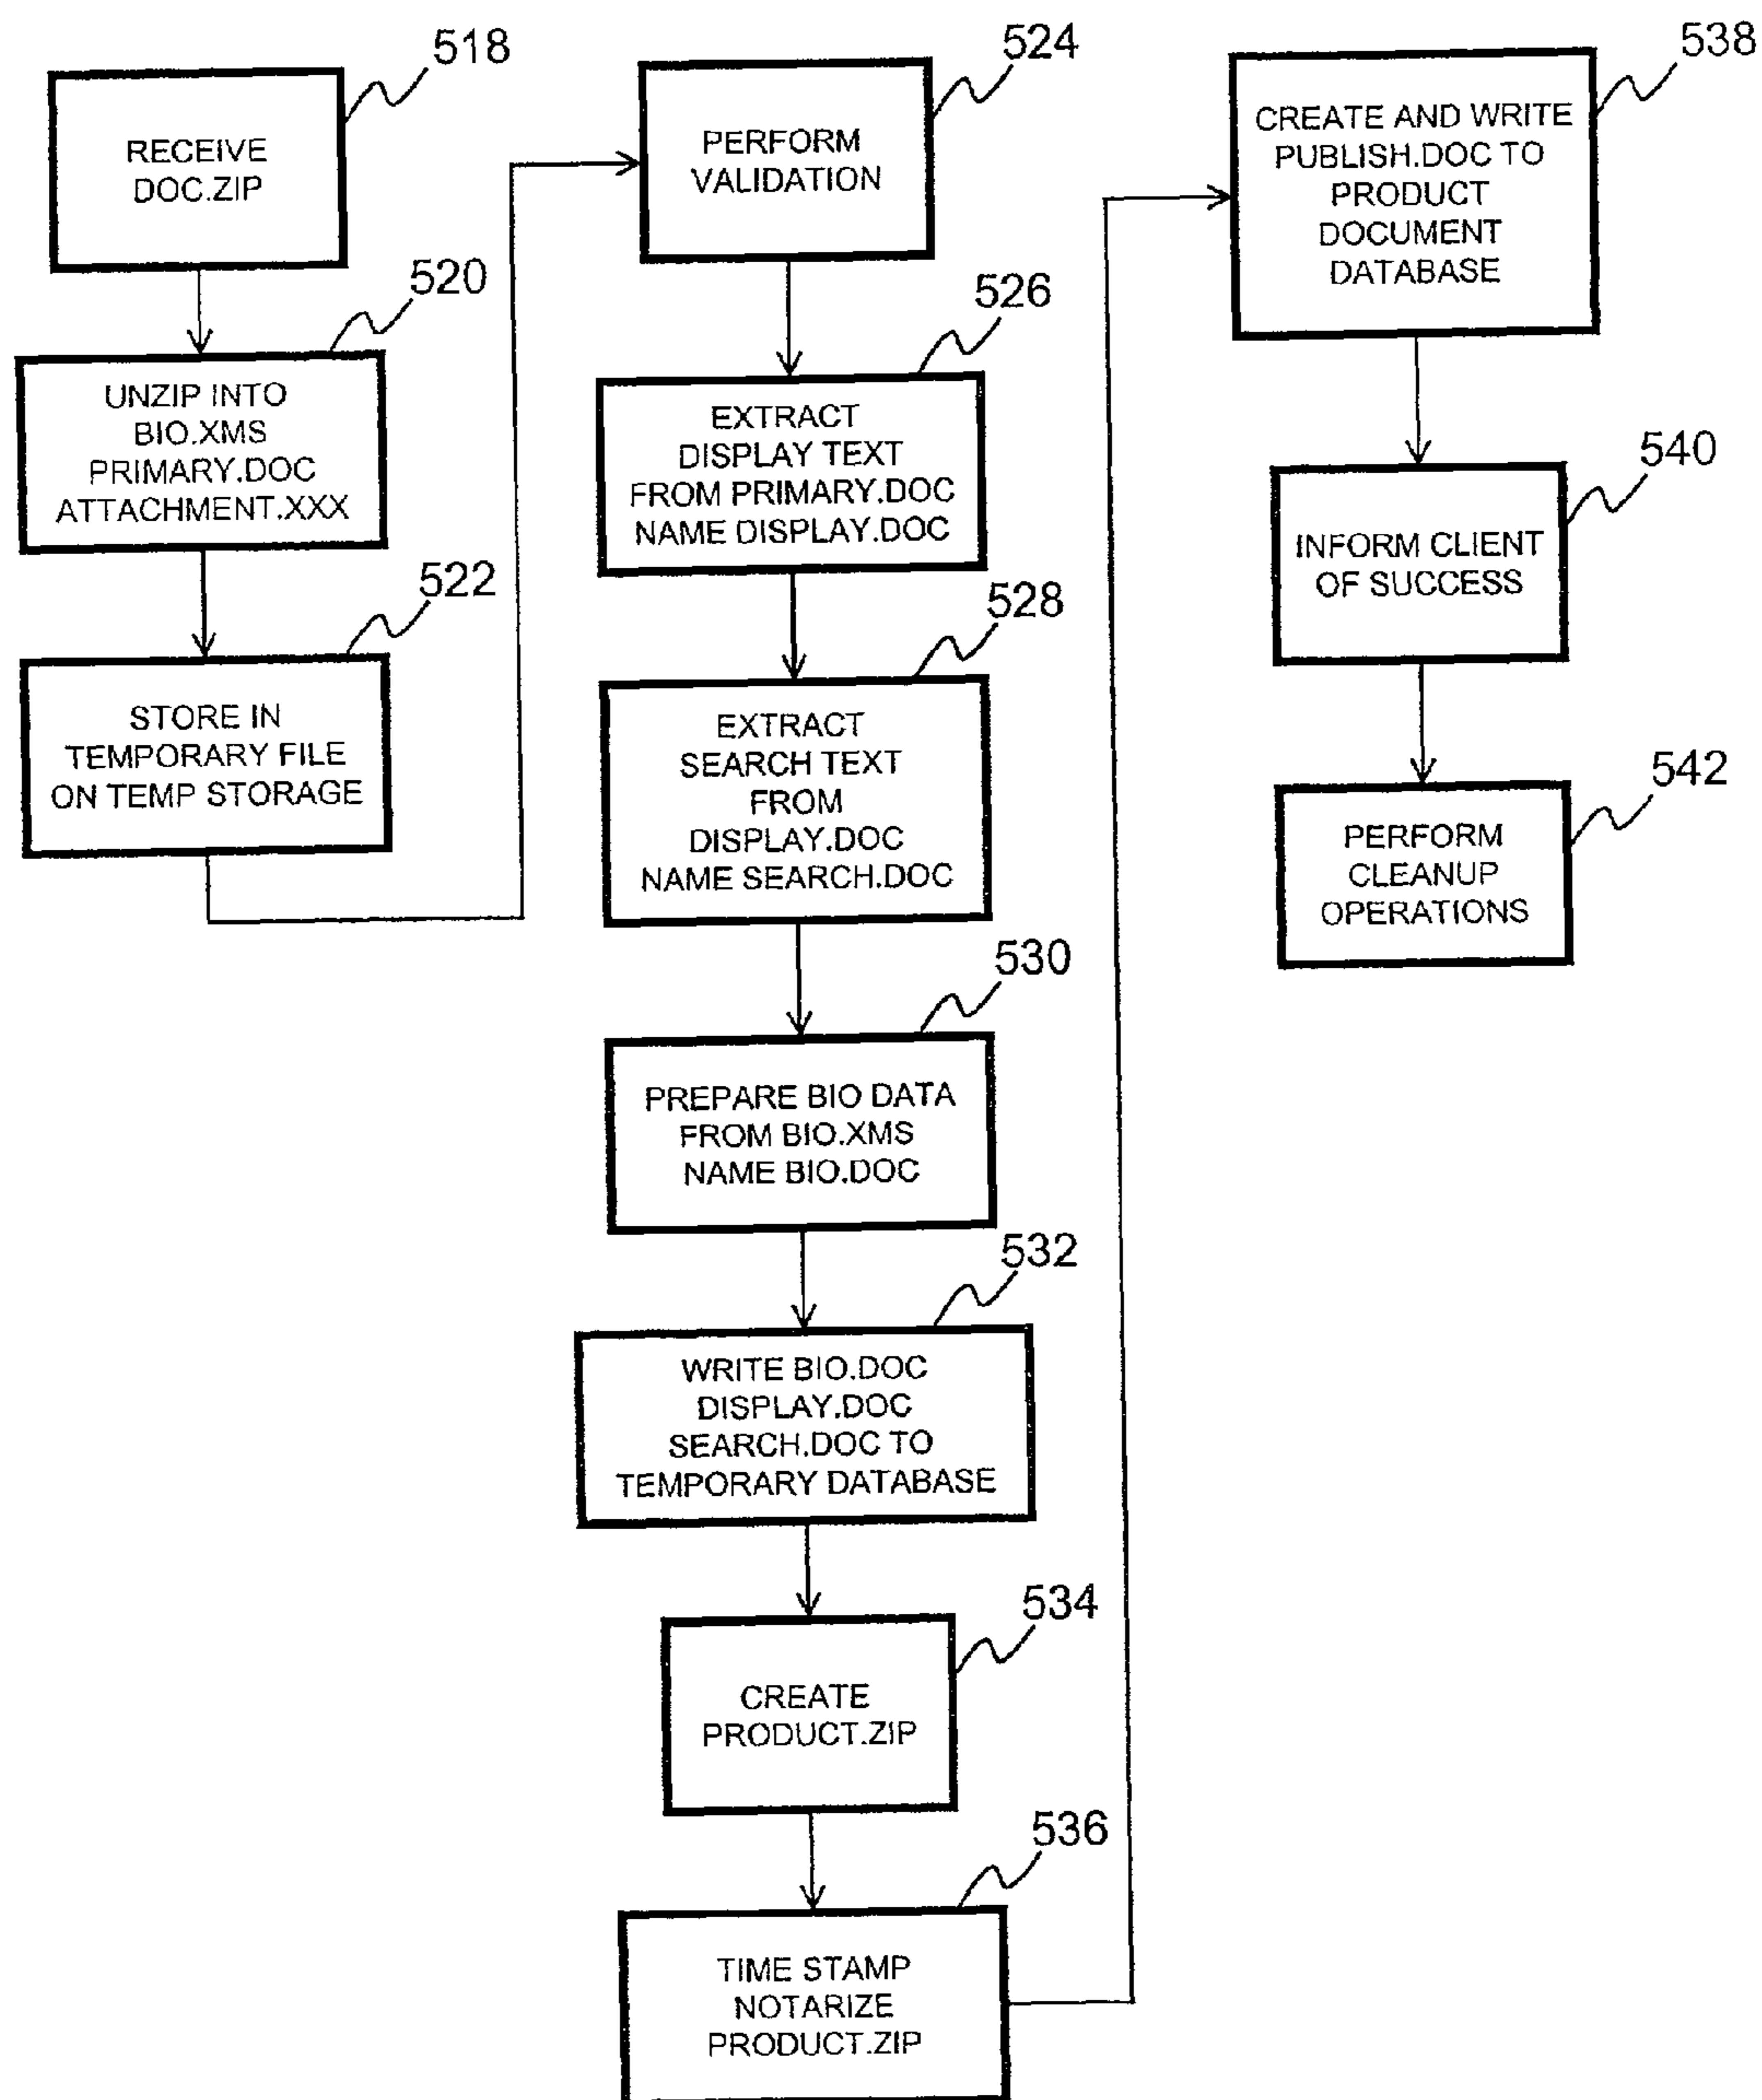 518
RECEIVE
DOC.ZIP
520
UNZIP INTO
BIO.XMS
PRIMARY.DOC
ATTACHMENT.XXX
522
STORE IN
TEMPORARY FILE
ON TEMP STORAGE
524
PERFORM
VALIDATION
526
EXTRACT
DISPLAY TEXT
FROM PRIMARY.DOC
NAME DISPLAY.DOC
528
EXTRACT
SEARCH TEXT
FROM
DISPLAY.DOC
NAME SEARCH.DOC
530
PREPARE BIO DATA
FROM BIO.XMS
NAME BIO.DOC
532
WRITE BIO.DOC
DISPLAY.DOC
SEARCH.DOC TO
TEMPORARY DATABASE
534
CREATE
PRODUCT.ZIP
536
TIME STAMP
NOTARIZE
PRODUCT.ZIP
538
CREATE AND WRITE
PUBLISH.DOC TO
PRODUCT
DOCUMENT
DATABASE
540
INFORM CLIENT
OF SUCCESS
542
PERFORM
CLEANUP
OPERATIONS